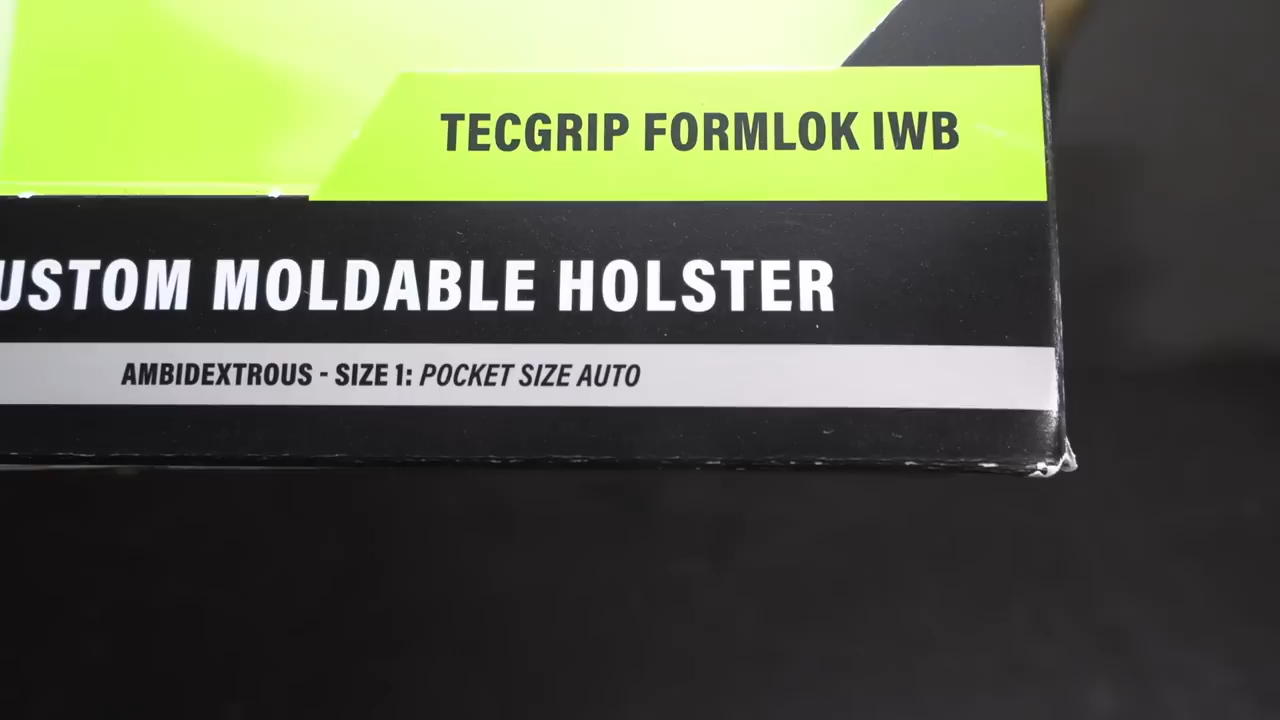 TECGRIP FORMLOK IWB
USTOM MOLDABLE HOLSTER
AMBIDEXTROUS - SIZE 1: POCKET SIZE AUTO